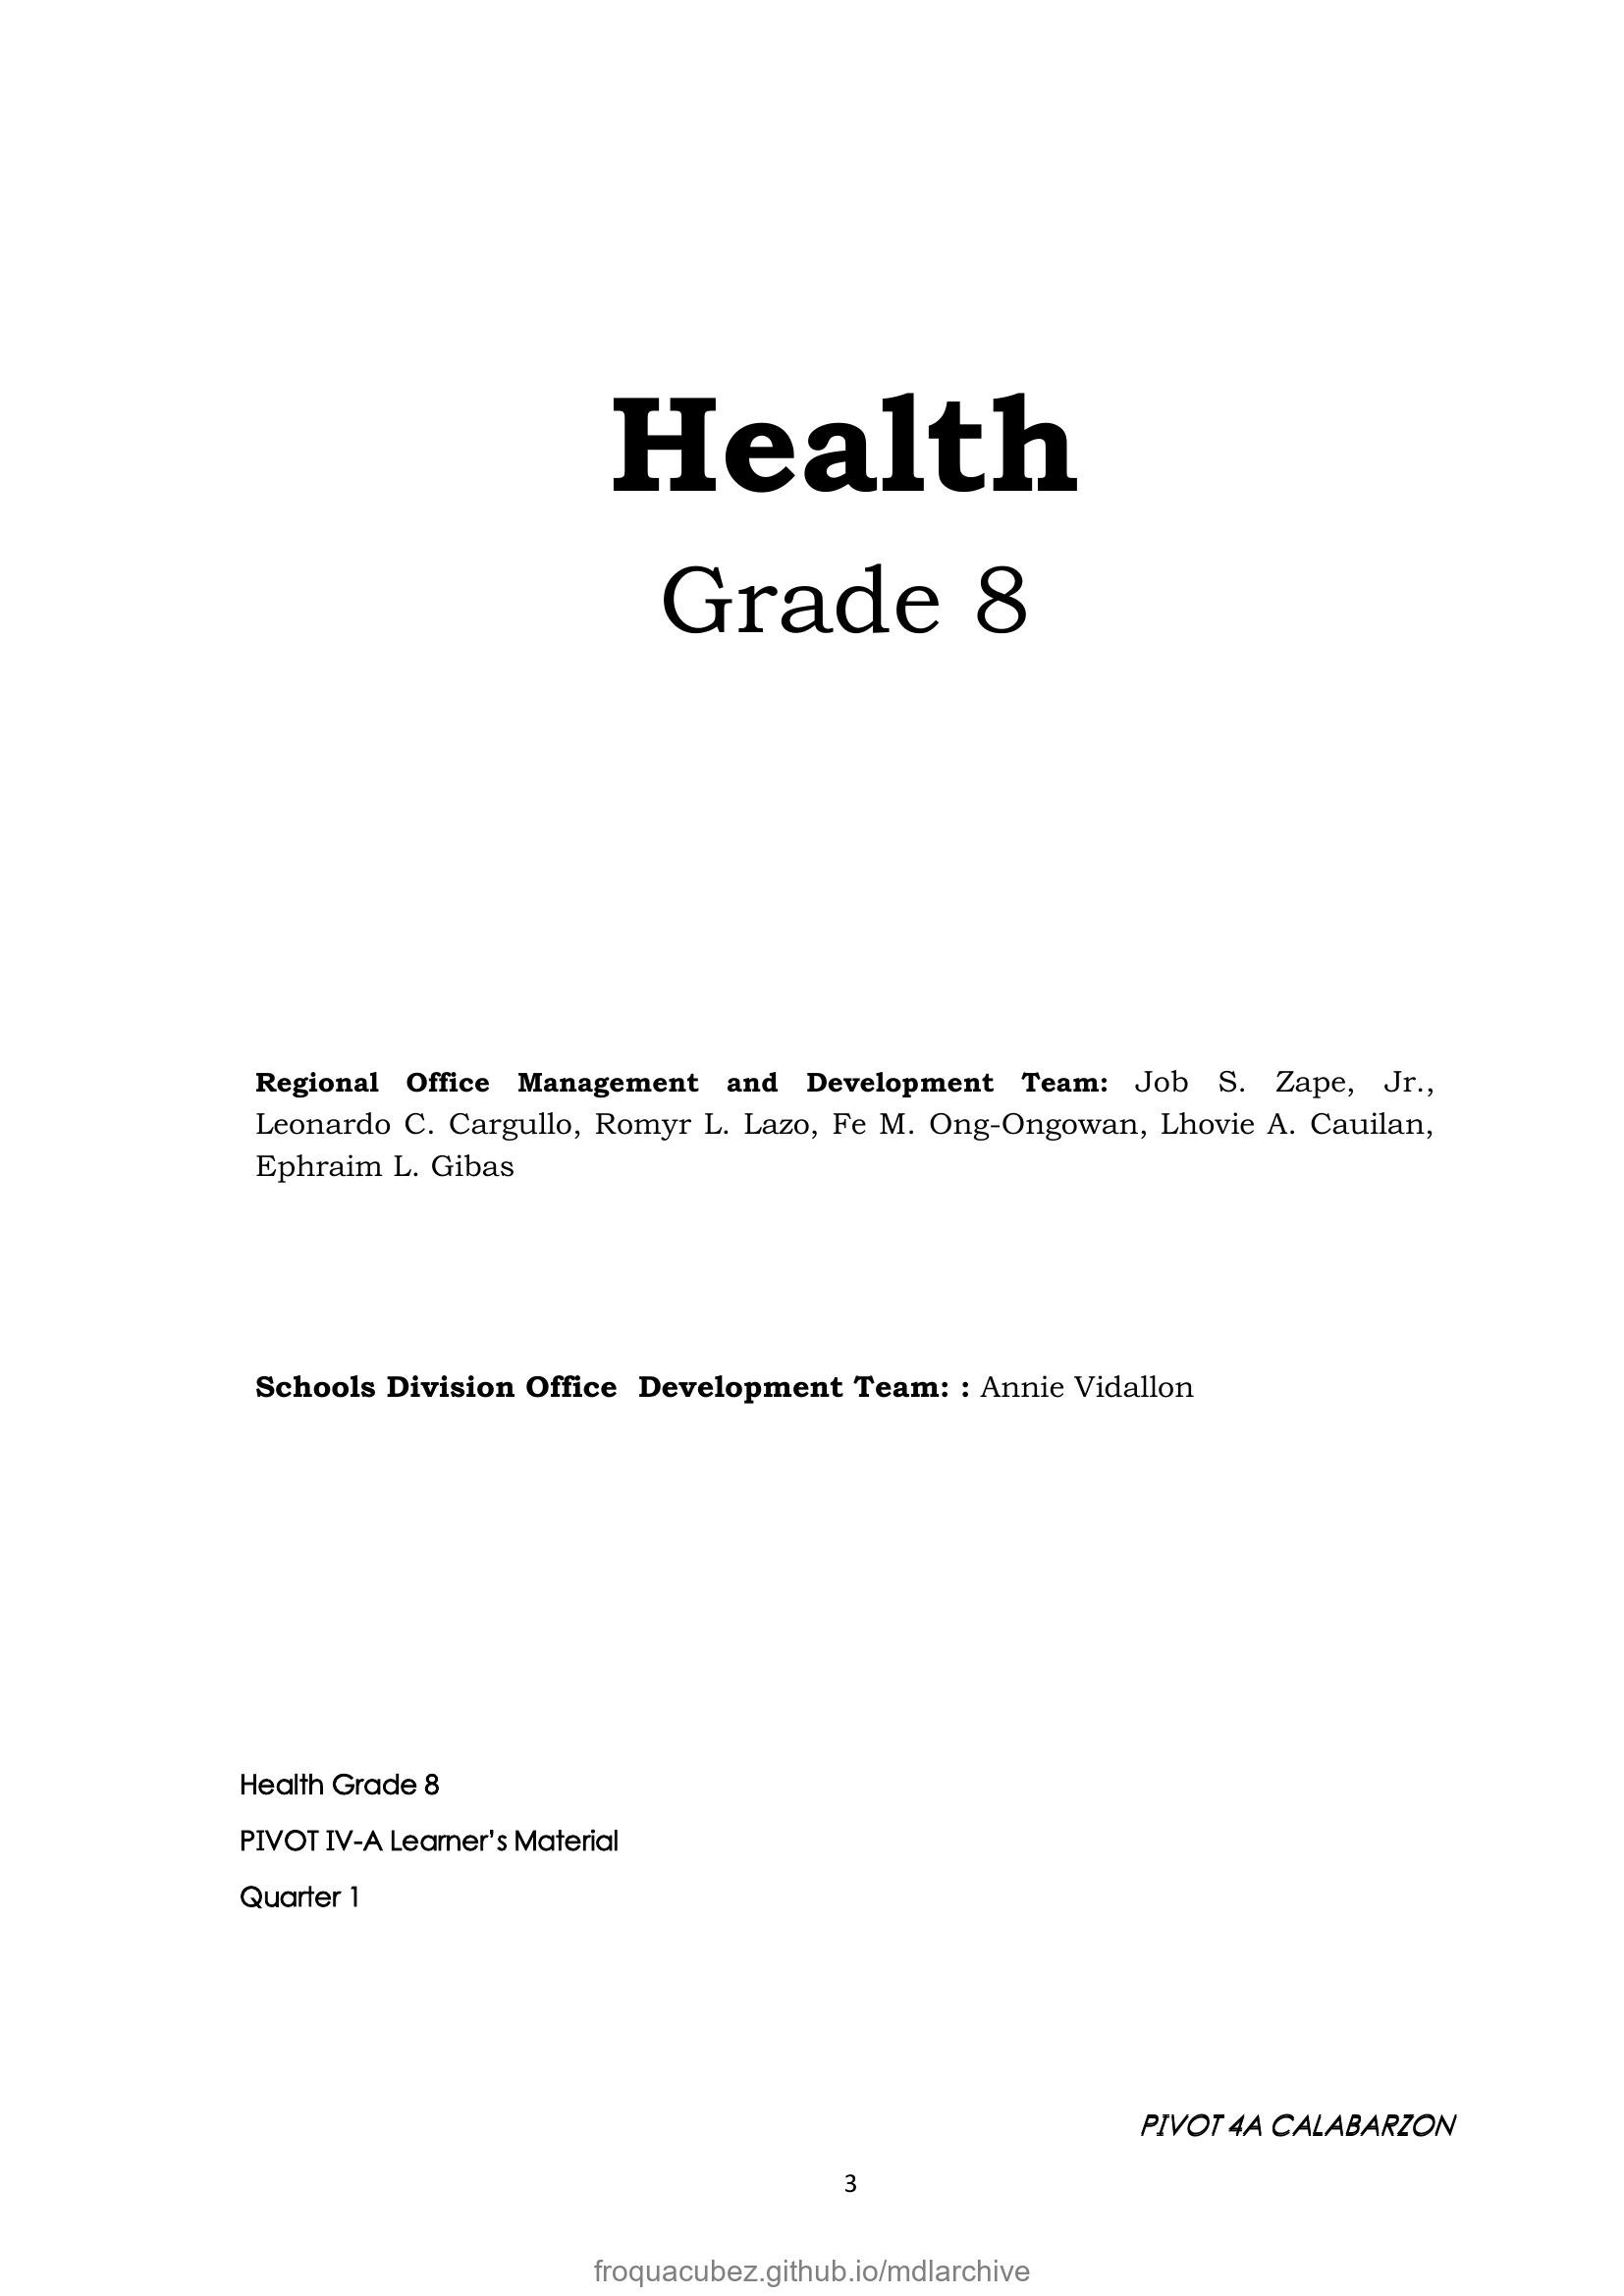 Health
Grade 8
Regional Office Management and Development Team: Job S. Zape, Jr.,
Leonardo C. Cargullo, Romyr L. Lazo, Fe M. Ong-Ongowan, Lhovie A. Cauilan,
Ephraim L. Gibas
Schools Division Office  Development Team: : Annie Vidallon
Health Grade 8
PIVOT IV-A Learner's Material
Quarter 1
PIVOT 4A CALABARZON
3
froquacubez.github.io/mdlarchive